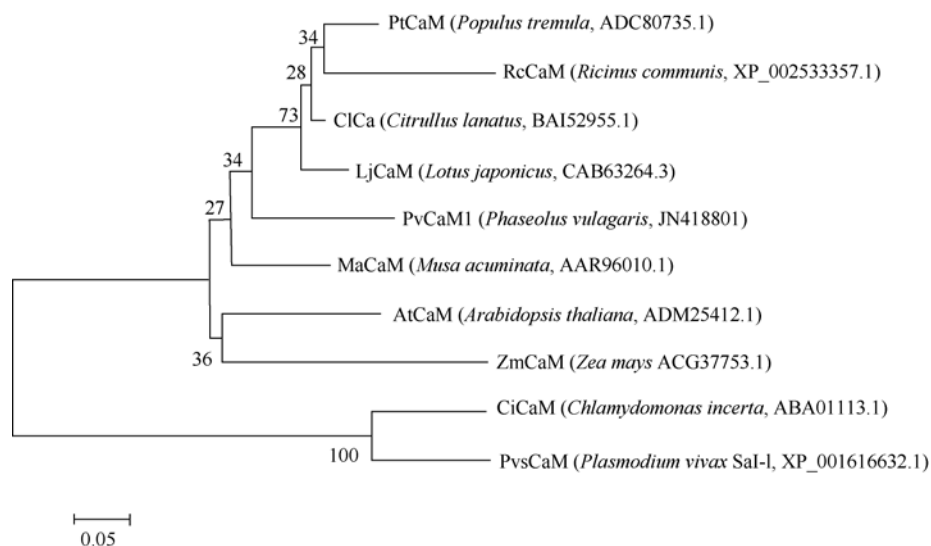 PtCaM (Populus tremula, ADC80735.1)
34
RcCaM (Ricinus communis, XP_002533357.1)
28
ClCa (Citrullus lanatus, BAI52955.1)
73
LjCaM (Lotus japonicus, CAB63264.3)
34
PvCaM1 (Phaseolus vulagaris, JN418801)
27
MaCaM (Musa acuminata, AAR96010.1)
AtCaM (Arabidopsis thaliana, ADM25412.1)
36
ZmCaM (Zea mays ACG37753.1)
CiCaM (Chlamydomonas incerta, ABA01113.1)
100
PvsCaM (Plasmodium vivax SaI-l, XP_001616632.1)
0.05